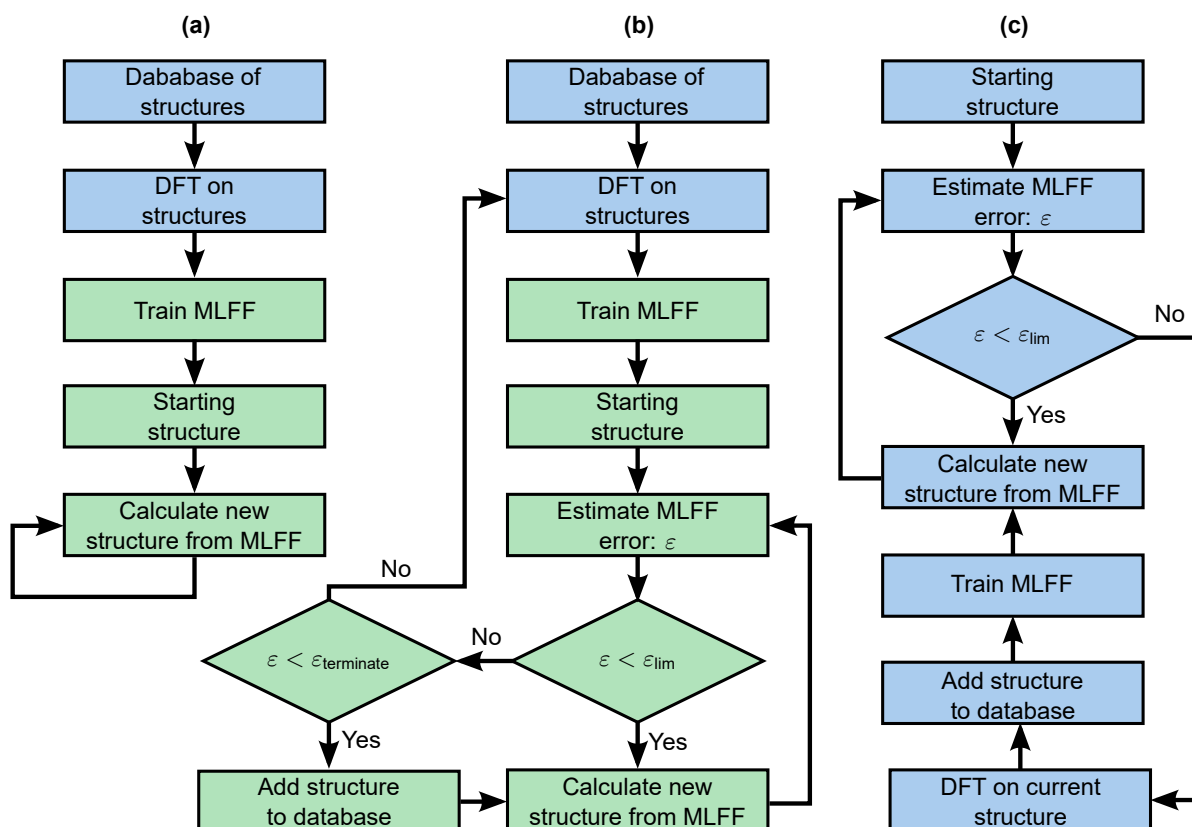 (a)
Dababase of
structures
DFT on
structures
Train MLFF
Starting
structure
Calculate new
structure from MLFF
(b)
Dababase of
structures
DFT on
structures
Train MLFF
Starting
structure
Estimate MLFF
error: ε
ε < ε_lim
No
Yes
ε < ε_terminate
No
Yes
Add structure
to database
Calculate new
structure from MLFF
(c)
Starting
structure
Estimate MLFF
error: ε
ε < ε_lim
No
Yes
Calculate new
structure from MLFF
Train MLFF
Add structure
to database
DFT on current
structure